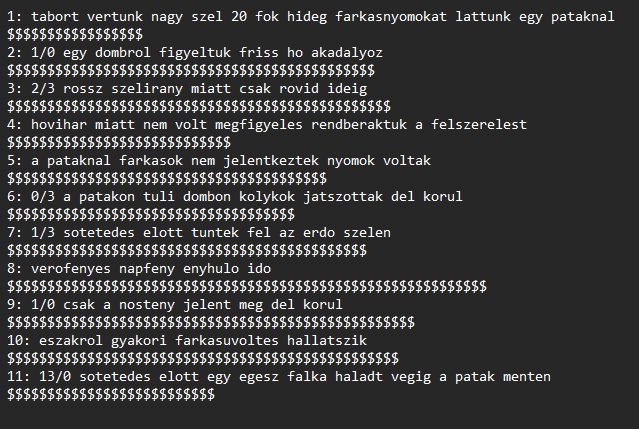 1: tabort vertunk nagy szel 20 fok hideg farkasnyomokat lattunk egy pataknal
$$$$$$$$$$$$$$$$$
2: 1/0 egy dombrol figyeltuk friss ho akadalyoz
$$$$$$$$$$$$$$$$$$$$$$$$$$$$$$$$$$$$$$$$$$$$$$
3: 2/3 rossz szelirany miatt csak rovid ideig
$$$$$$$$$$$$$$$$$$$$$$$$$$$$$$$$$$$$$$$$$$$$$$$$
4: hovihar miatt nem volt megfigyeles rendberaktuk a felszerelest
$$$$$$$$$$$$$$$$$$$$$$$$$$$$
5: a pataknal farkasok nem jelentkeztek nyomok voltak
$$$$$$$$$$$$$$$$$$$$$$$$$$$$$$$$$$$$$$$$
6: 0/3 a patakon tuli dombon kolykok jatszottak del korul
$$$$$$$$$$$$$$$$$$$$$$$$$$$$$$$$$$$$
7: 1/3 sotetedes elott tuntek fel az erdo szelen
$$$$$$$$$$$$$$$$$$$$$$$$$$$$$$$$$$$$$$$$$$$$$
8: verofenyes napfeny enyhulo ido
$$$$$$$$$$$$$$$$$$$$$$$$$$$$$$$$$$$$$$$$$$$$$$$$$$$$$$$$$$$$
9: 1/0 csak a nosteny jelent meg del korul
$$$$$$$$$$$$$$$$$$$$$$$$$$$$$$$$$$$$$$$$$$$$$$$$$$$
10: eszakrol gyakori farkasuvoltes hallatszik
$$$$$$$$$$$$$$$$$$$$$$$$$$$$$$$$$$$$$$$$$$$$$$$$$
11: 13/0 sotetedes elott egy egesz falka haladt vegig a patak menten
$$$$$$$$$$$$$$$$$$$$$$$$$$